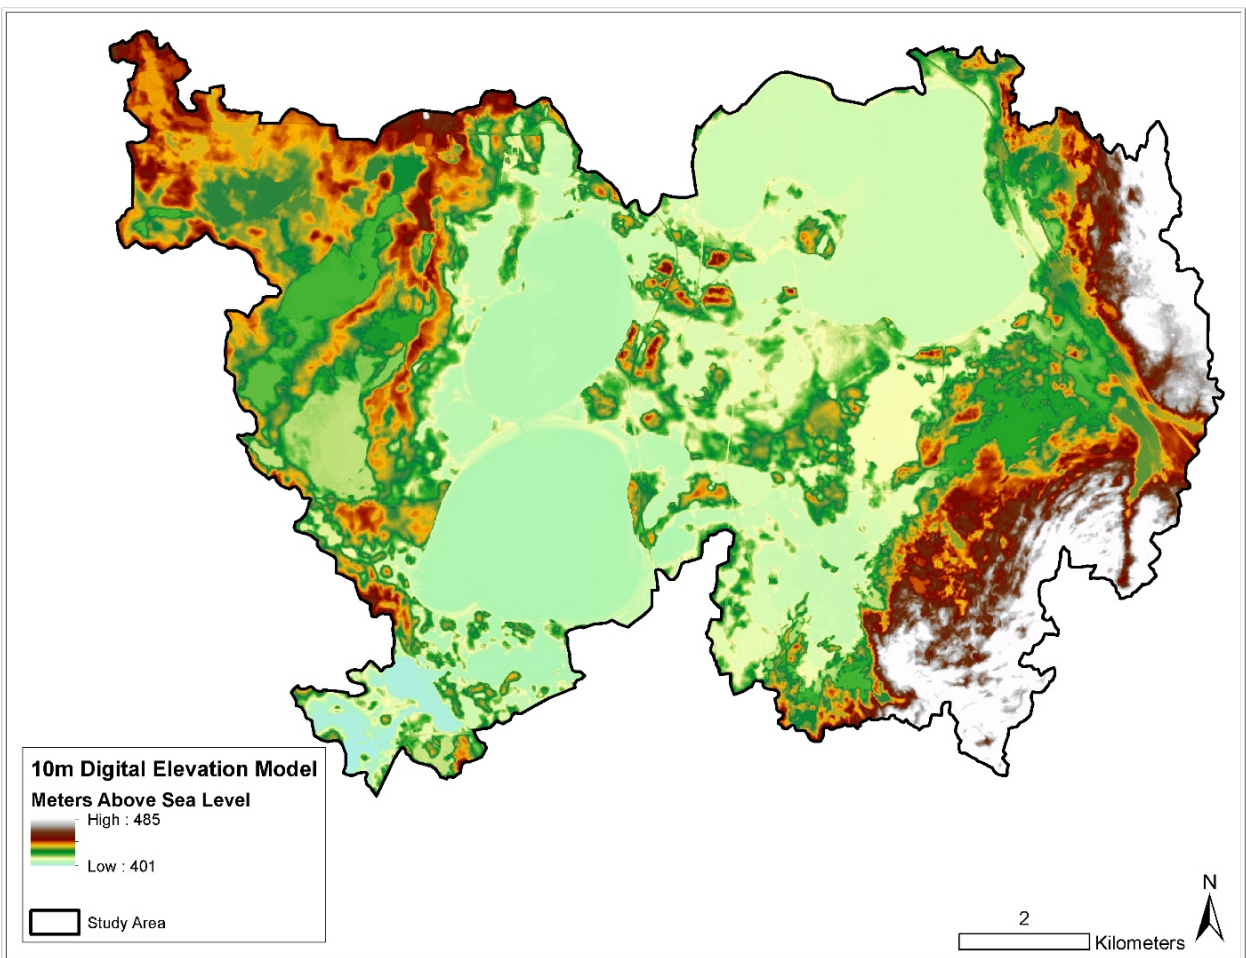 10m Digital Elevation Model
Meters Above Sea Level
High : 485
Low : 401
Study Area
N
2
Kilometers